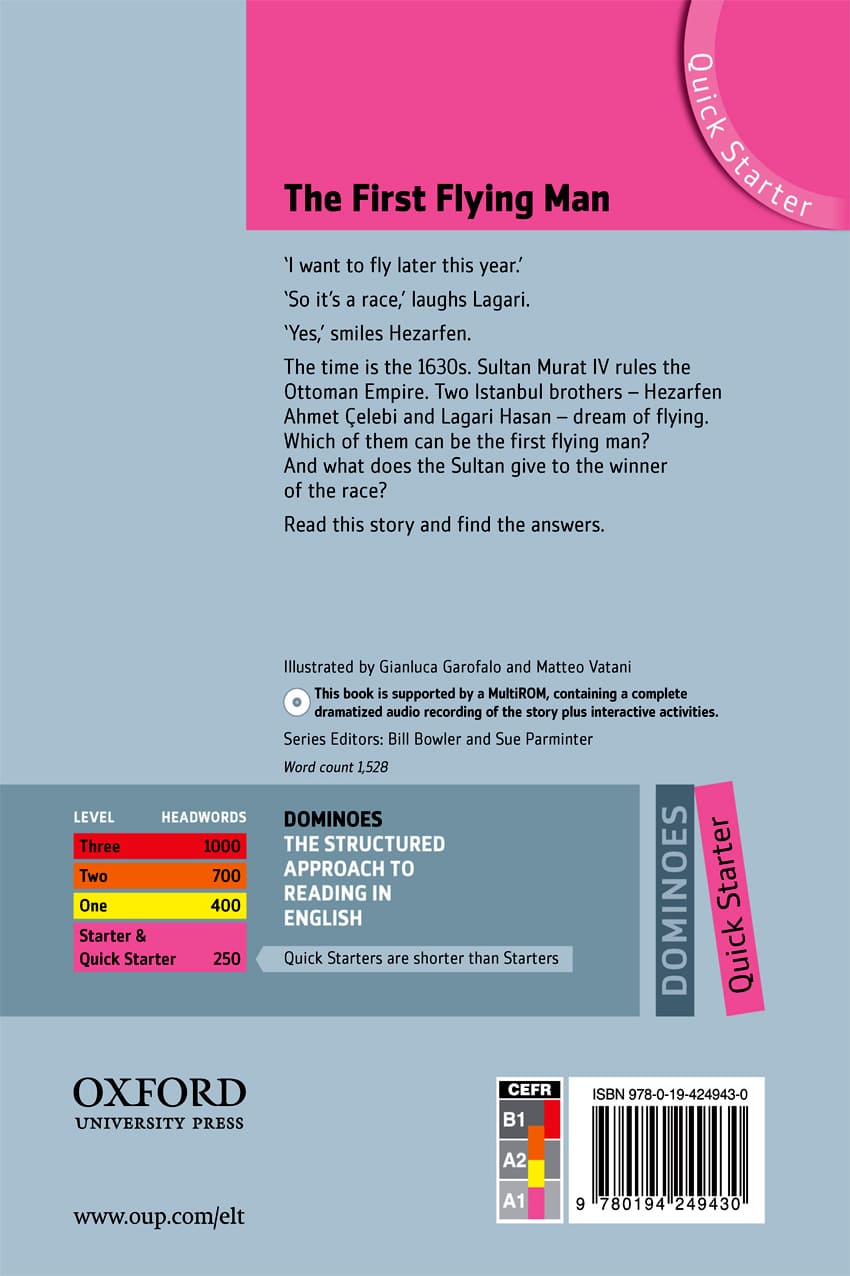 Quick Starter
The First Flying Man
‘I want to fly later this year.’
‘So it’s a race,’ laughs Lagari.
‘Yes,’ smiles Hezarfen.
The time is the 1630s. Sultan Murat IV rules the
Ottoman Empire. Two Istanbul brothers – Hezarfen
Ahmet Çelebi and Lagari Hasan – dream of flying.
Which of them can be the first flying man?
And what does the Sultan give to the winner
of the race?
Read this story and find the answers.
Illustrated by Gianluca Garofalo and Matteo Vatani
This book is supported by a MultiROM, containing a complete
dramatized audio recording of the story plus interactive activities.
Series Editors: Bill Bowler and Sue Parminter
Word count 1,528
LEVEL HEADWORDS
Three 1000
Two 700
One 400
Starter &
Quick Starter 250
DOMINOES
THE STRUCTURED
APPROACH TO
READING IN
ENGLISH
Quick Starters are shorter than Starters
DOMINOES
Quick Starter
OXFORD
UNIVERSITY PRESS
www.oup.com/elt
CEFR
B1
A2
A1
ISBN 978-0-19-424943-0
9 780194 249430